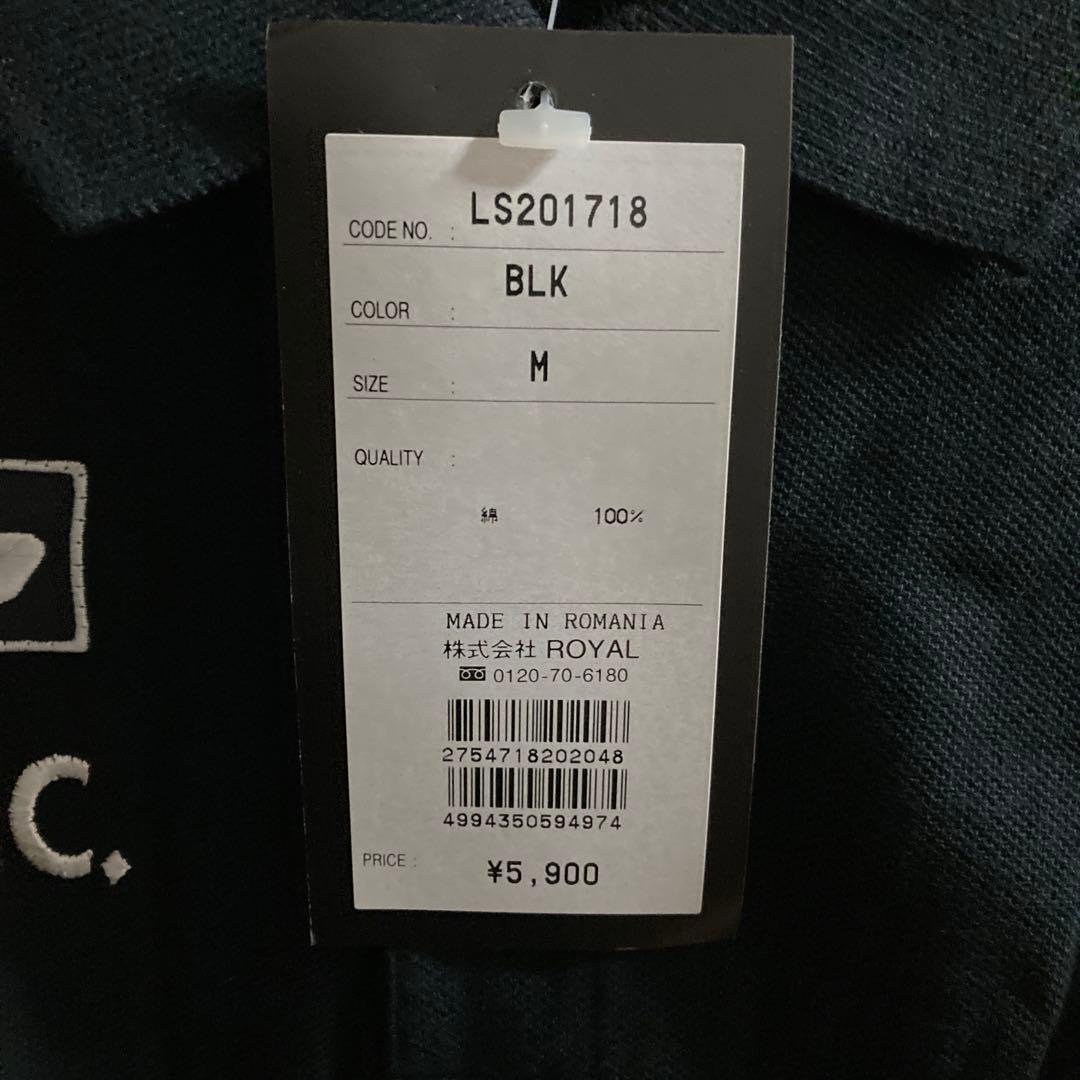 CODE NO. : LS201718
COLOR : BLK
SIZE : M
QUALITY :
綿 100%
MADE IN ROMANIA
株式会社 ROYAL
0120-70-6180
2754718202048
4994350594974
PRICE : ¥5,900
C.